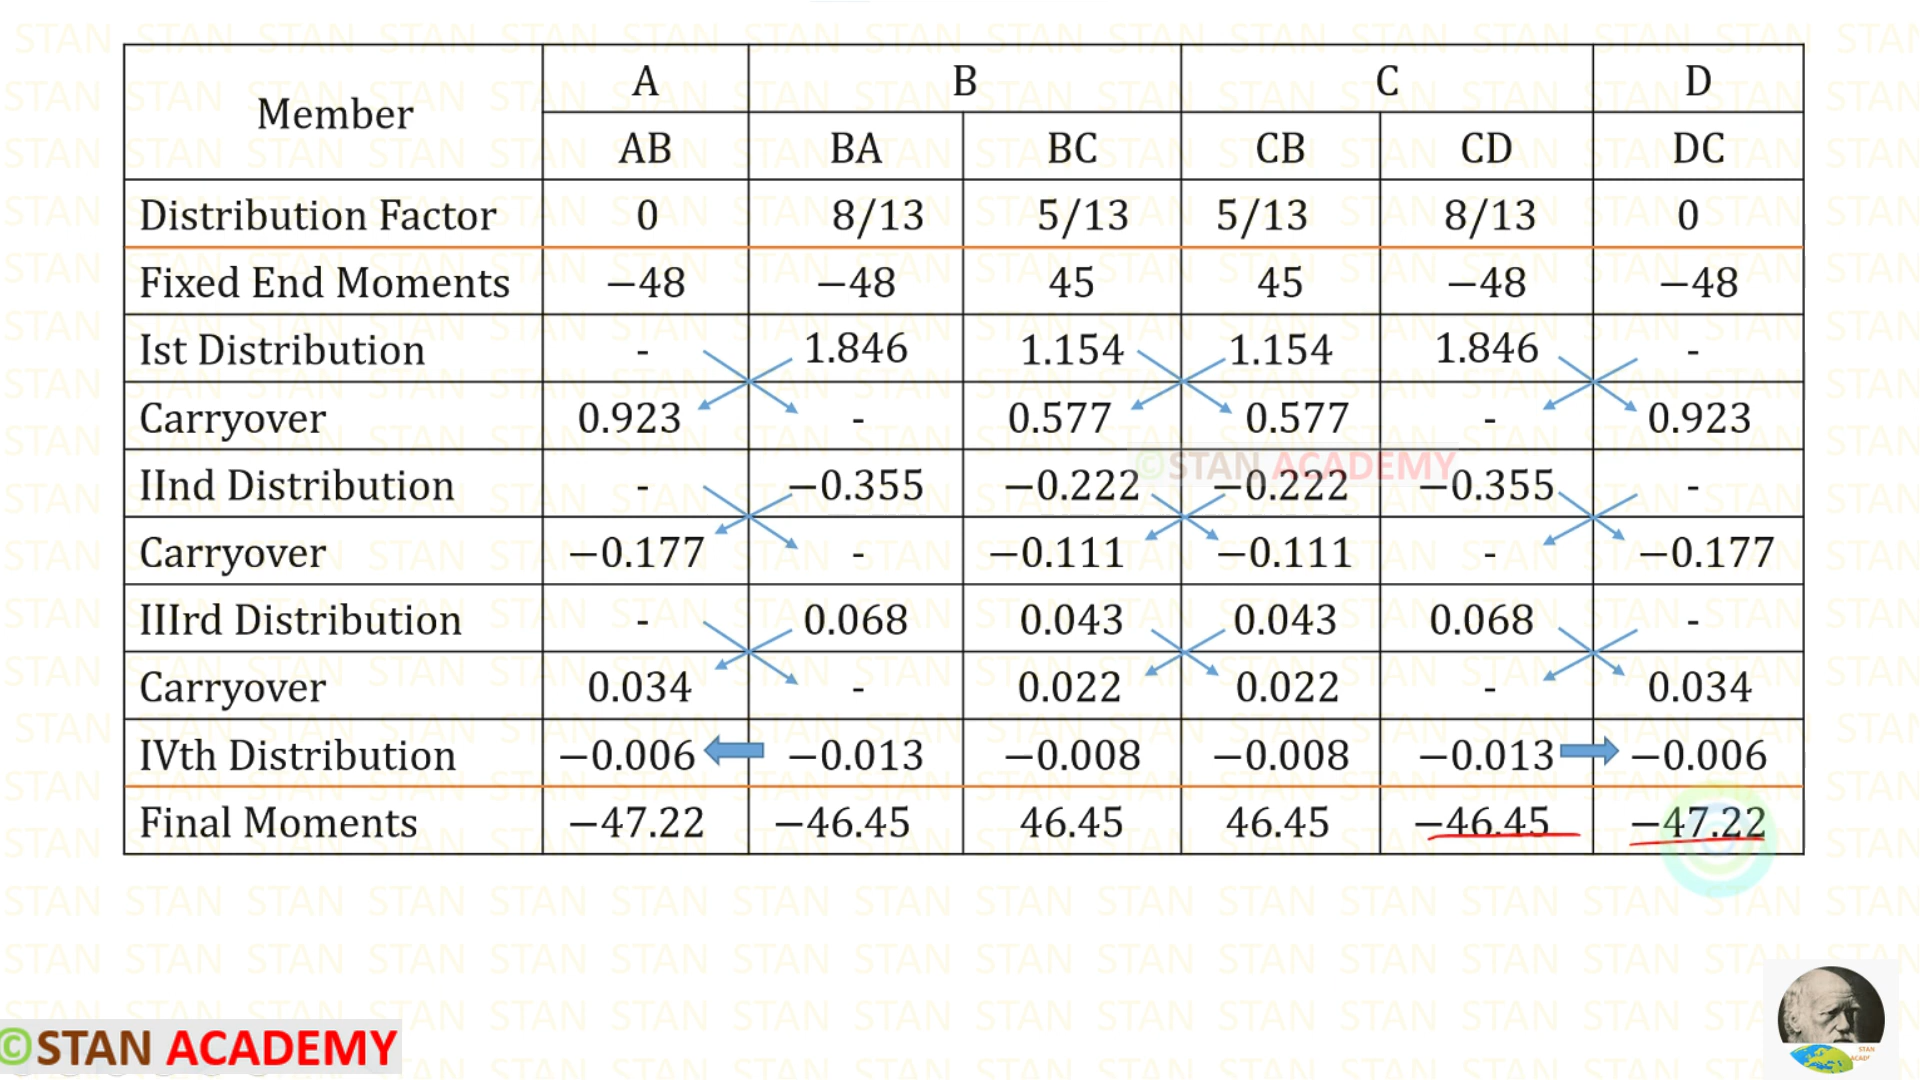 Member A B C D
AB BA BC CB CD DC
Distribution Factor 0 8/13 5/13 5/13 8/13 0
Fixed End Moments −48 −48 45 45 −48 −48
Ist Distribution - 1.846 1.154 1.154 1.846 -
Carryover 0.923 - 0.577 0.577 - 0.923
©STAN ACADEMY
IInd Distribution - −0.355 −0.222 −0.222 −0.355 -
Carryover −0.177 - −0.111 −0.111 - −0.177
IIIrd Distribution - 0.068 0.043 0.043 0.068 -
Carryover 0.034 - 0.022 0.022 - 0.034
IVth Distribution −0.006 −0.013 −0.008 −0.008 −0.013 −0.006
Final Moments −47.22 −46.45 46.45 46.45 −46.45 −47.22
©STAN ACADEMY
STAN